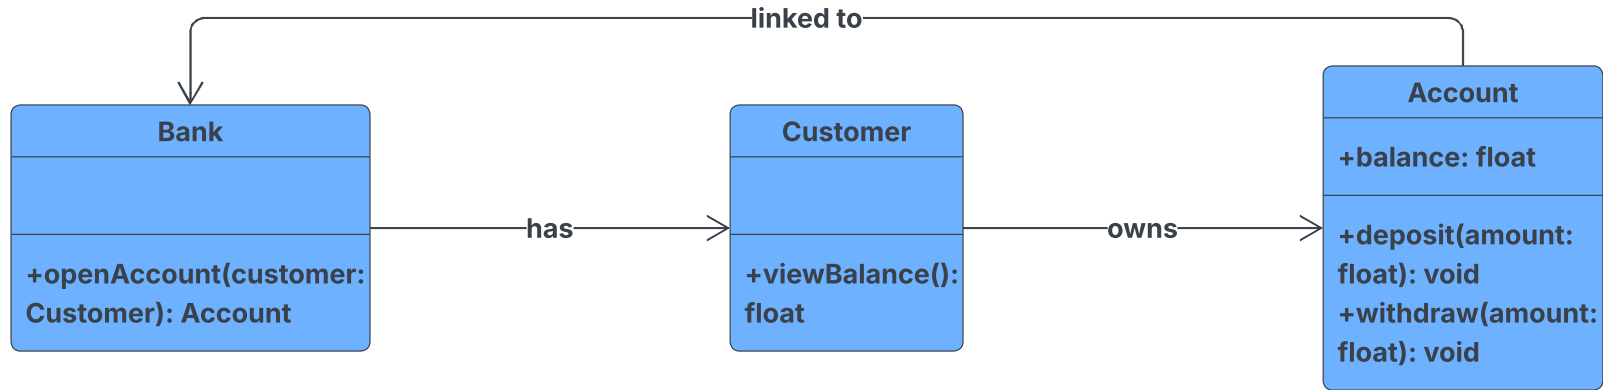 linked to
Bank
+openAccount(customer:
Customer): Account
has
Customer
+viewBalance():
float
owns
Account
+balance: float
+deposit(amount:
float): void
+withdraw(amount:
float): void